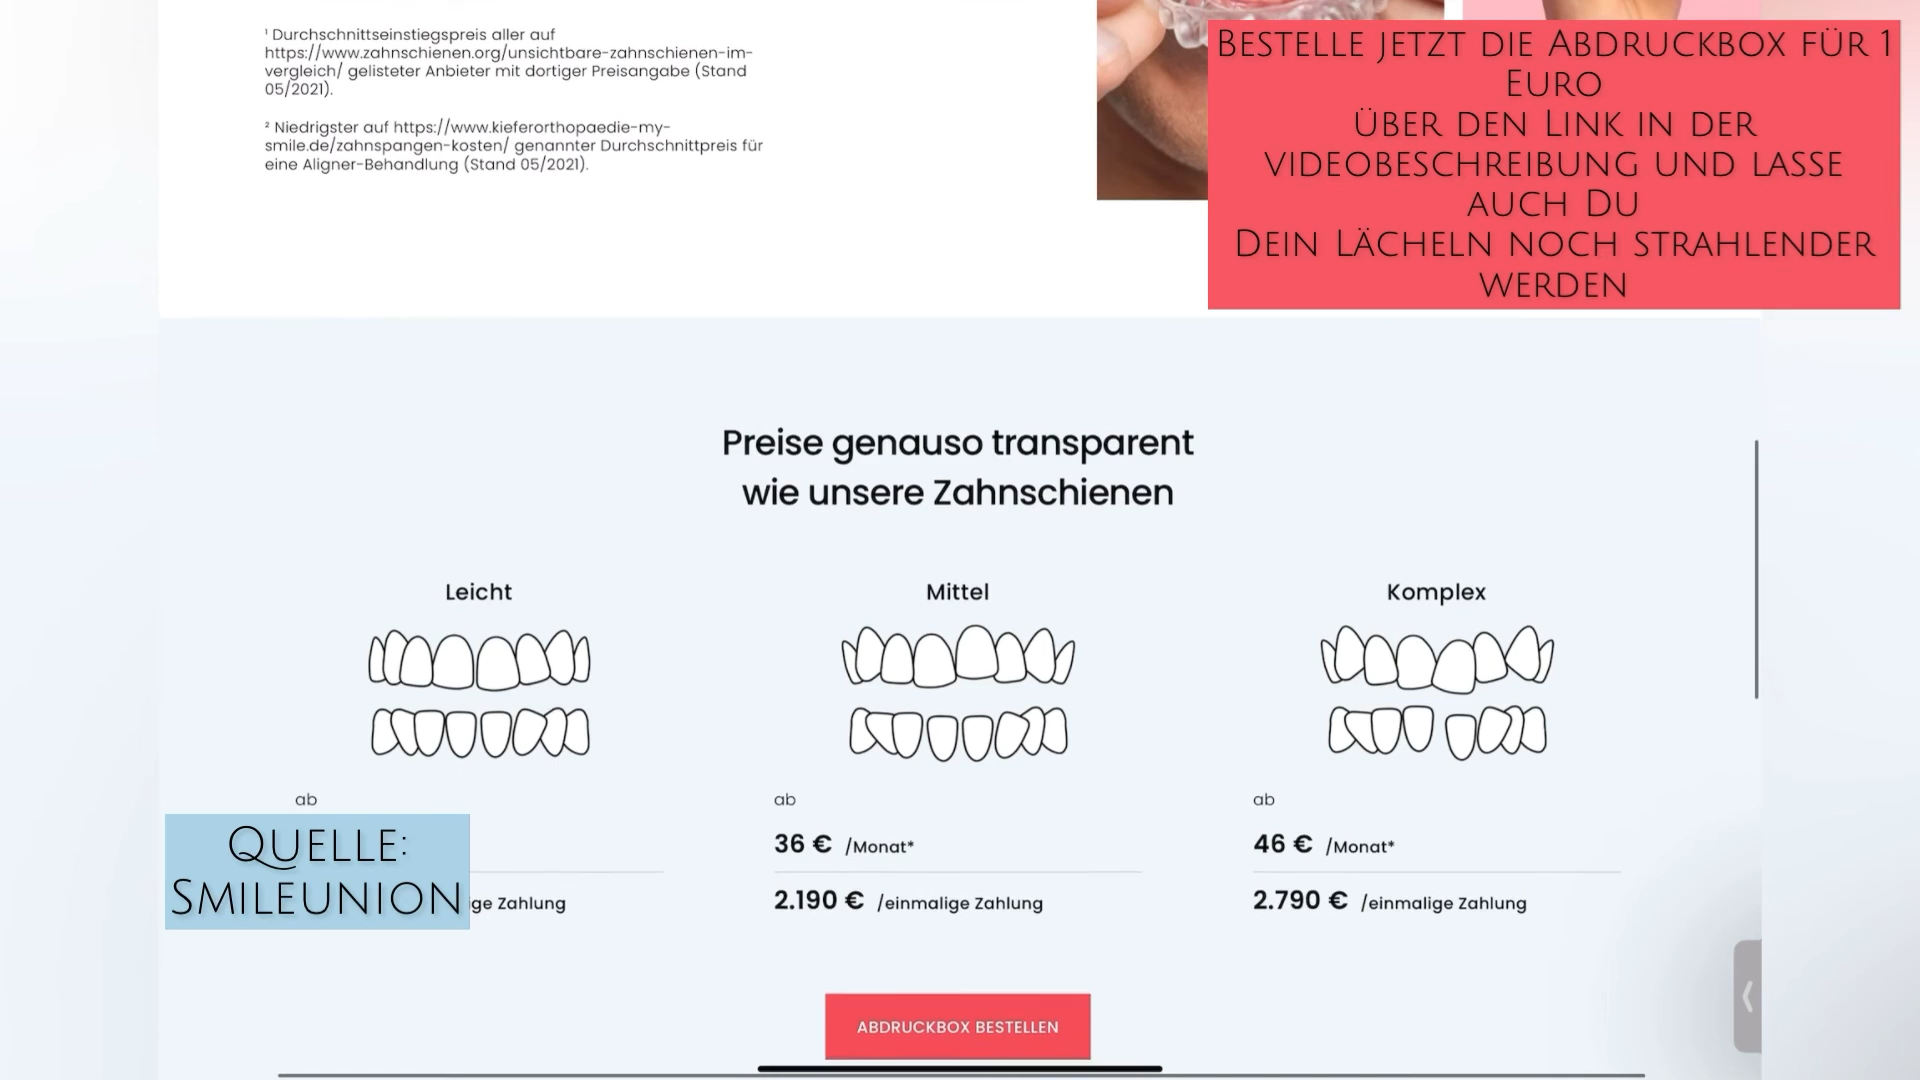 ¹ Durchschnittseinstiegspreis aller auf
https://www.zahnschienen.org/unsichtbare-zahnschienen-im-
vergleich/ gelisteter Anbieter mit dortiger Preisangabe (Stand
05/2021).
² Niedrigster auf https://www.kieferorthopaedie-my-
smile.de/zahnspangen-kosten/ genannter Durchschnittpreis für
eine Aligner-Behandlung (Stand 05/2021).
Bestelle jetzt die Abdruckbox für 1
Euro
über den Link in der
Videobeschreibung und lasse
auch Du
Dein Lächeln noch strahlender
werden
Preise genauso transparent
wie unsere Zahnschienen
Leicht
Mittel
Komplex
ab
ab
ab
Quelle:
Smileunion
ge Zahlung
36 € /Monat*
2.190 € /einmalige Zahlung
46 € /Monat*
2.790 € /einmalige Zahlung
ABDRUCKBOX BESTELLEN